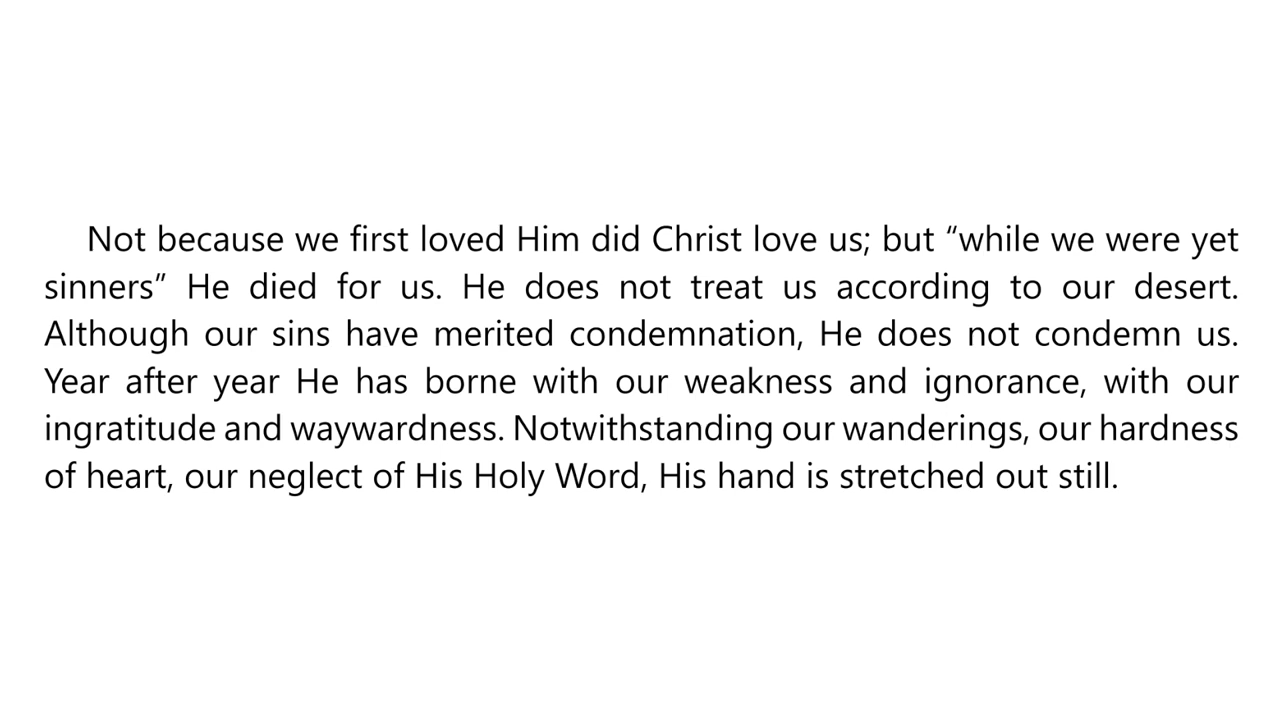 Not because we first loved Him did Christ love us; but “while we were yet
sinners” He died for us. He does not treat us according to our desert.
Although our sins have merited condemnation, He does not condemn us.
Year after year He has borne with our weakness and ignorance, with our
ingratitude and waywardness. Notwithstanding our wanderings, our hardness
of heart, our neglect of His Holy Word, His hand is stretched out still.